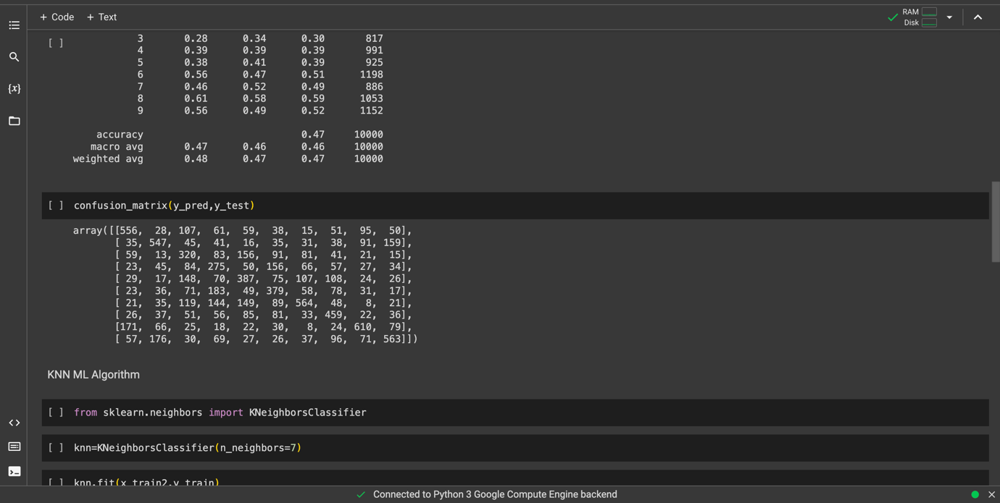 + Code + Text
RAM
Disk
{x}
[ ]
3 0.28 0.34 0.30 817
4 0.39 0.39 0.39 991
5 0.38 0.41 0.39 925
6 0.56 0.47 0.51 1198
7 0.46 0.52 0.49 886
8 0.61 0.58 0.59 1053
9 0.56 0.49 0.52 1152
accuracy 0.47 10000
macro avg 0.47 0.46 0.46 10000
weighted avg 0.48 0.47 0.47 10000
[ ] confusion_matrix(y_pred,y_test)
array([[556, 28, 107, 61, 59, 38, 15, 51, 95, 50],
[ 35, 547, 45, 41, 16, 35, 31, 38, 91, 159],
[ 59, 13, 320, 83, 156, 91, 81, 41, 21, 15],
[ 23, 45, 84, 275, 50, 156, 66, 57, 27, 34],
[ 29, 17, 148, 70, 387, 75, 107, 108, 24, 26],
[ 23, 36, 71, 183, 49, 379, 58, 78, 31, 17],
[ 21, 35, 119, 144, 149, 89, 564, 48, 8, 21],
[ 26, 37, 51, 56, 85, 81, 33, 459, 22, 36],
[171, 66, 25, 18, 22, 30, 8, 24, 610, 79],
[ 57, 176, 30, 69, 27, 26, 37, 96, 71, 563]])
KNN ML Algorithm
[ ] from sklearn.neighbors import KNeighborsClassifier
[ ] knn=KNeighborsClassifier(n_neighbors=7)
[ ] knn.fit(x_train2,y_train)
Connected to Python 3 Google Compute Engine backend